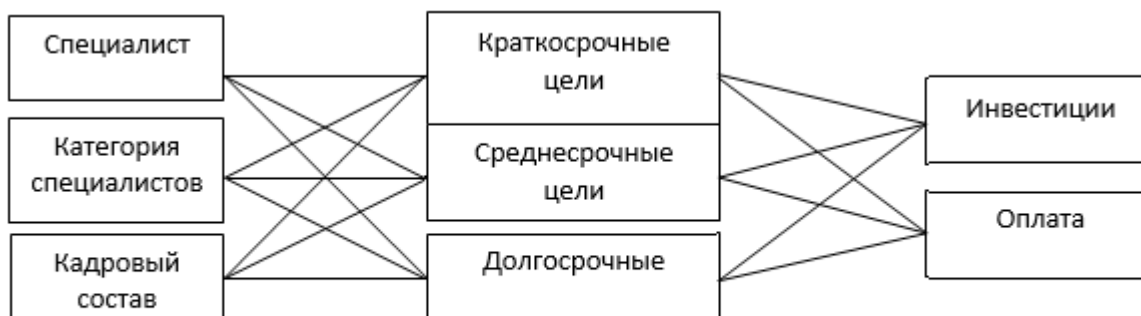 Специалист
Категория
специалистов
Кадровый
состав
Краткосрочные
цели
Среднесрочные
цели
Долгосрочные
Инвестиции
Оплата